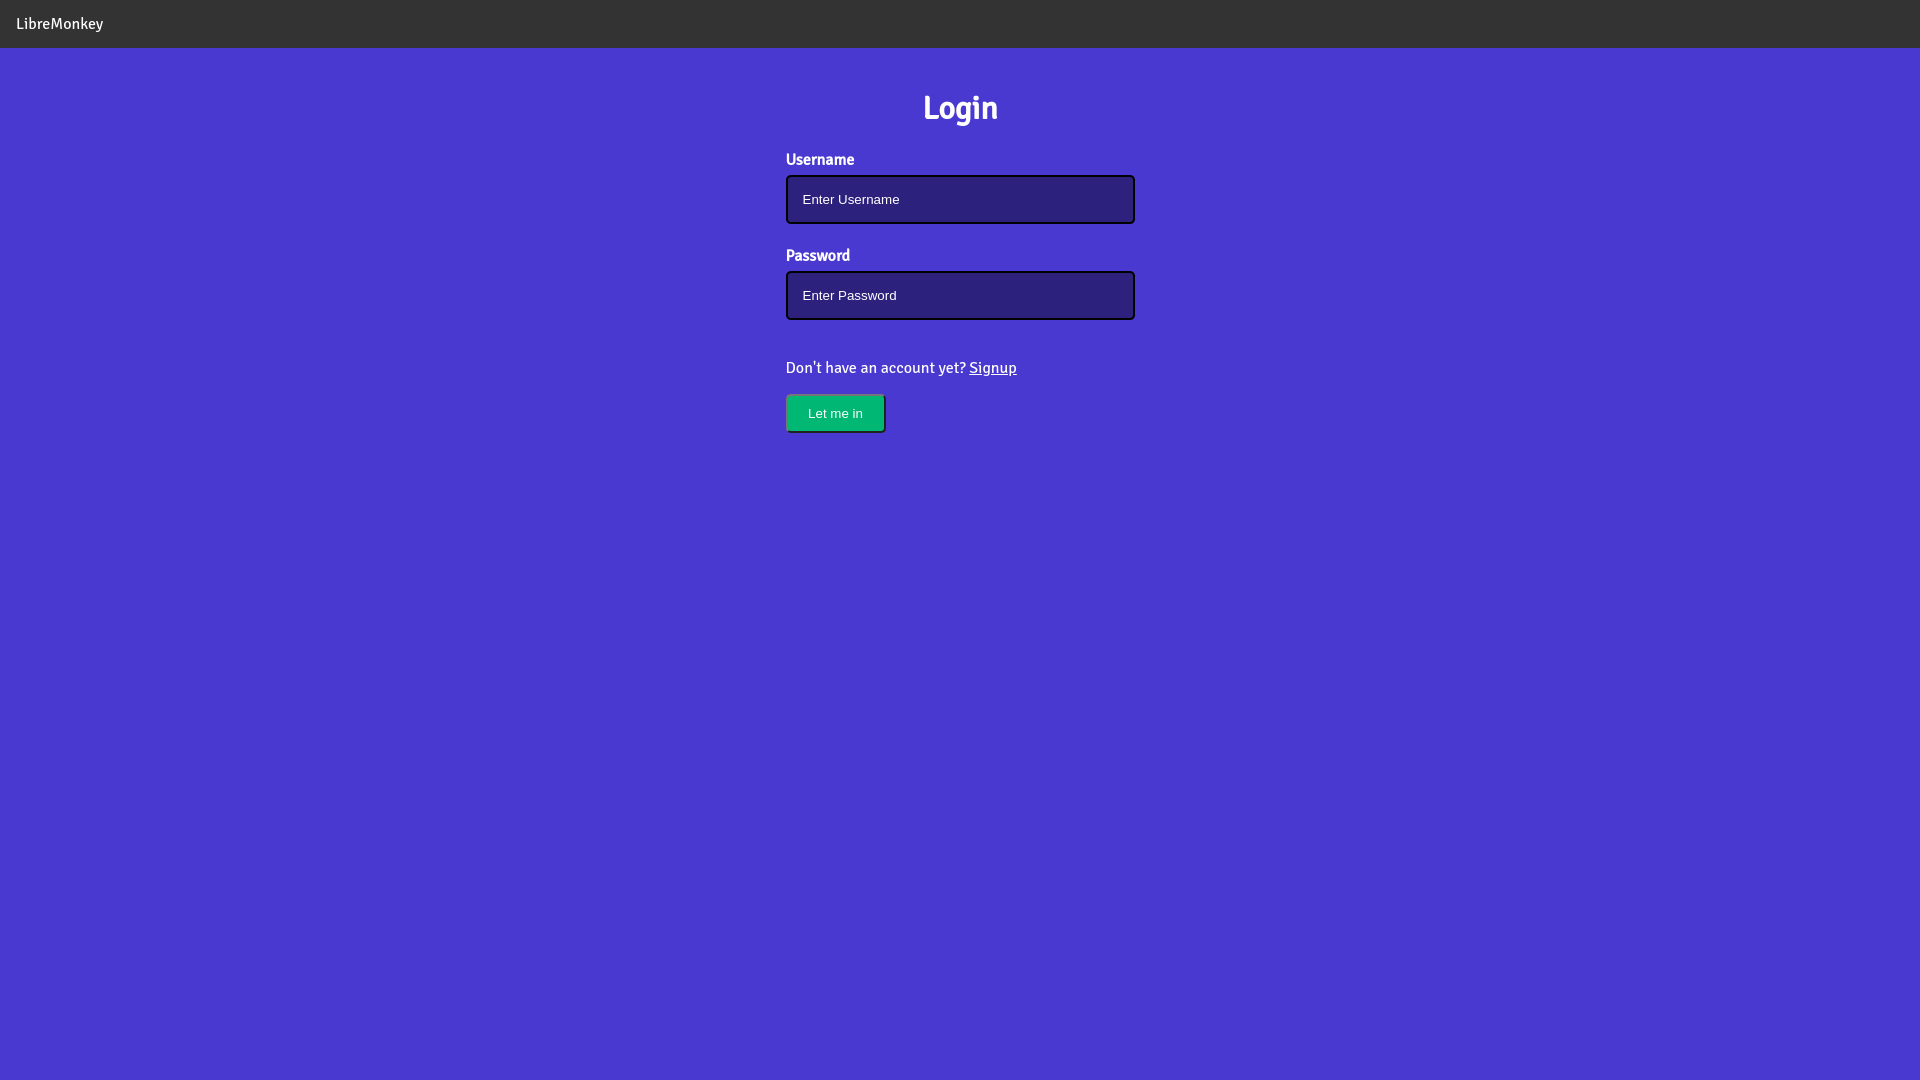 LibreMonkey
Login
Username
Enter Username
Password
Enter Password
Don't have an account yet? Signup
Let me in